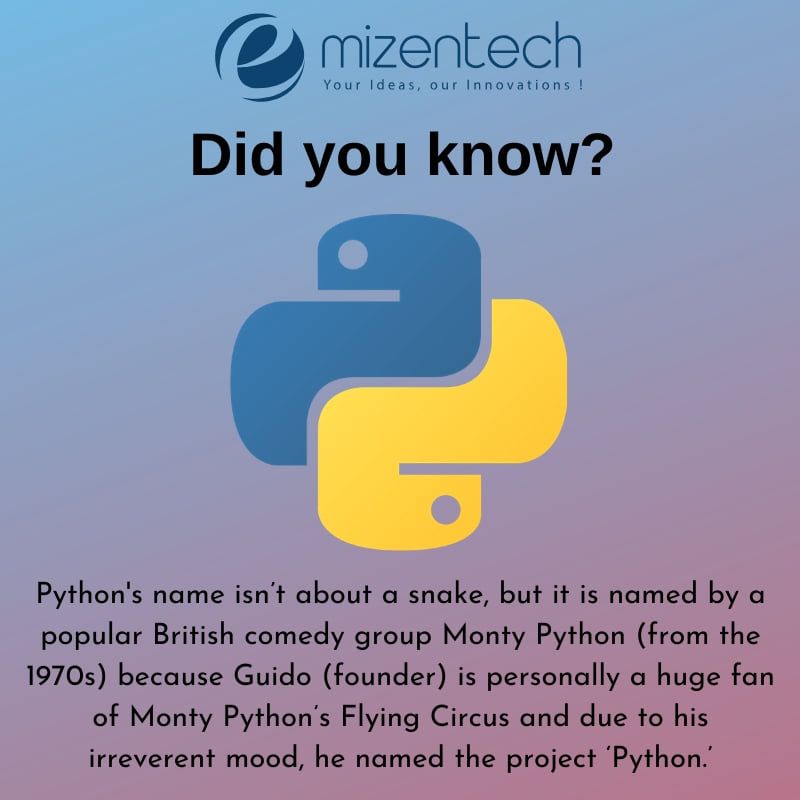 emizentech
Your Ideas, our Innovations !
Did you know?
Python's name isn’t about a snake, but it is named by a
popular British comedy group Monty Python (from the
1970s) because Guido (founder) is personally a huge fan
of Monty Python’s Flying Circus and due to his
irreverent mood, he named the project ‘Python.’